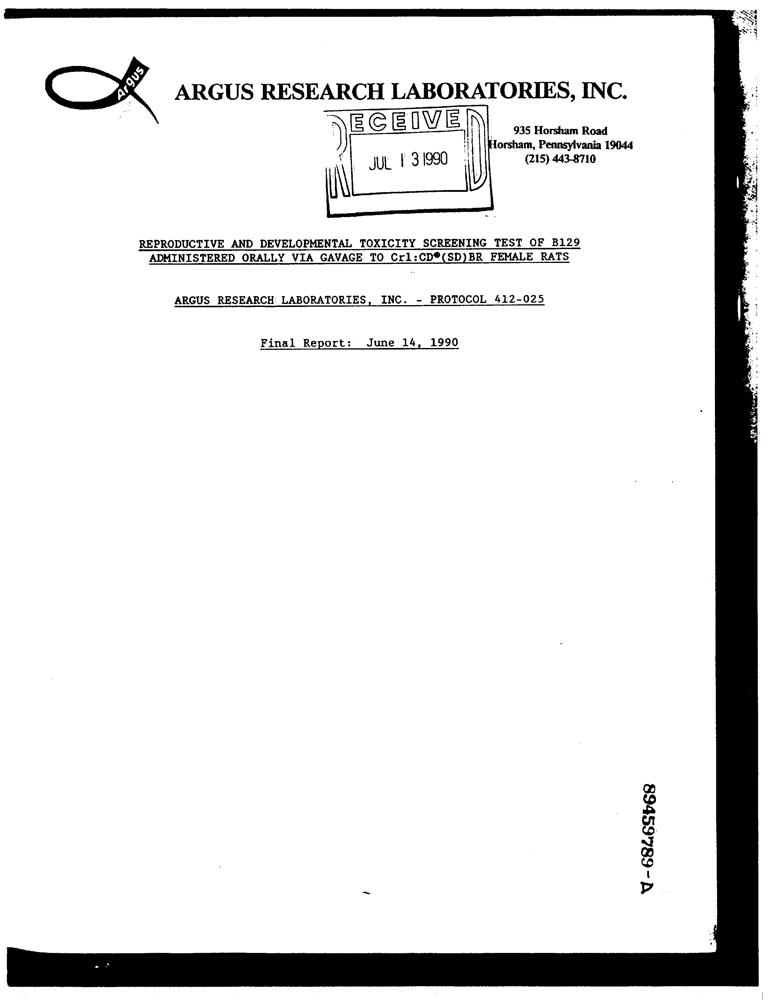 Argus
ARGUS RESEARCH LABORATORIES, INC.
RECEIVED
JUL 13 1990
935 Horsham Road
Horsham, Pennsylvania 19044
(215) 443-8710
REPRODUCTIVE AND DEVELOPMENTAL TOXICITY SCREENING TEST OF B129
ADMINISTERED ORALLY VIA GAVAGE TO Crl:CD®(SD)BR FEMALE RATS
ARGUS RESEARCH LABORATORIES, INC. - PROTOCOL 412-025
Final Report: June 14, 1990
89459789-A